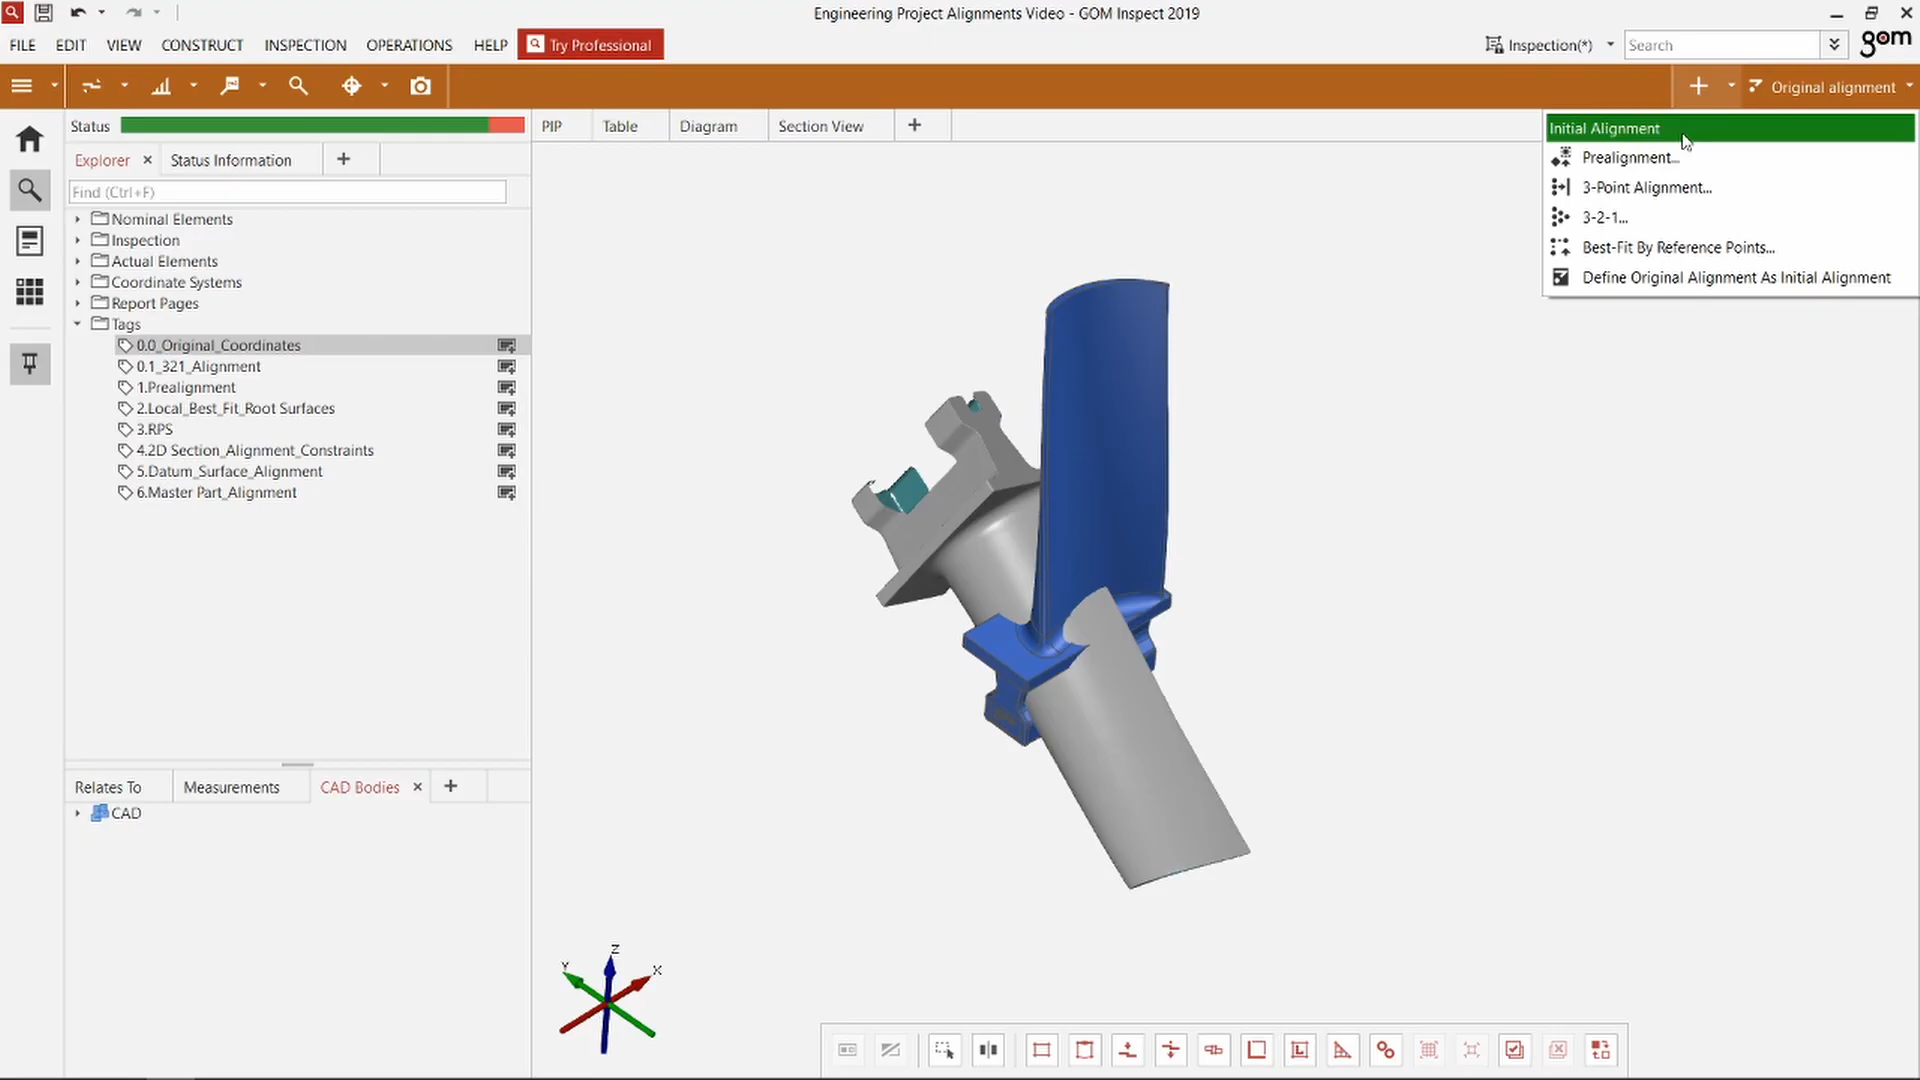 Engineering Project Alignments Video - GOM Inspect 2019
FILE EDIT VIEW CONSTRUCT INSPECTION OPERATIONS HELP Try Professional Inspection(*) Search gom
Original alignment
Status
PIP Table Diagram Section View
Explorer Status Information
Find (Ctrl+F)
Nominal Elements
Inspection
Actual Elements
Coordinate Systems
Report Pages
Tags
0.0_Original_Coordinates
0.1_321_Alignment
1.Prealignment
2.Local_Best_Fit_Root Surfaces
3.RPS
4.2D Section_Alignment_Constraints
5.Datum_Surface_Alignment
6.Master Part_Alignment
Initial Alignment
Prealignment...
3-Point Alignment...
3-2-1...
Best-Fit By Reference Points...
Define Original Alignment As Initial Alignment
Relates To Measurements CAD Bodies
CAD
Z
Y
X